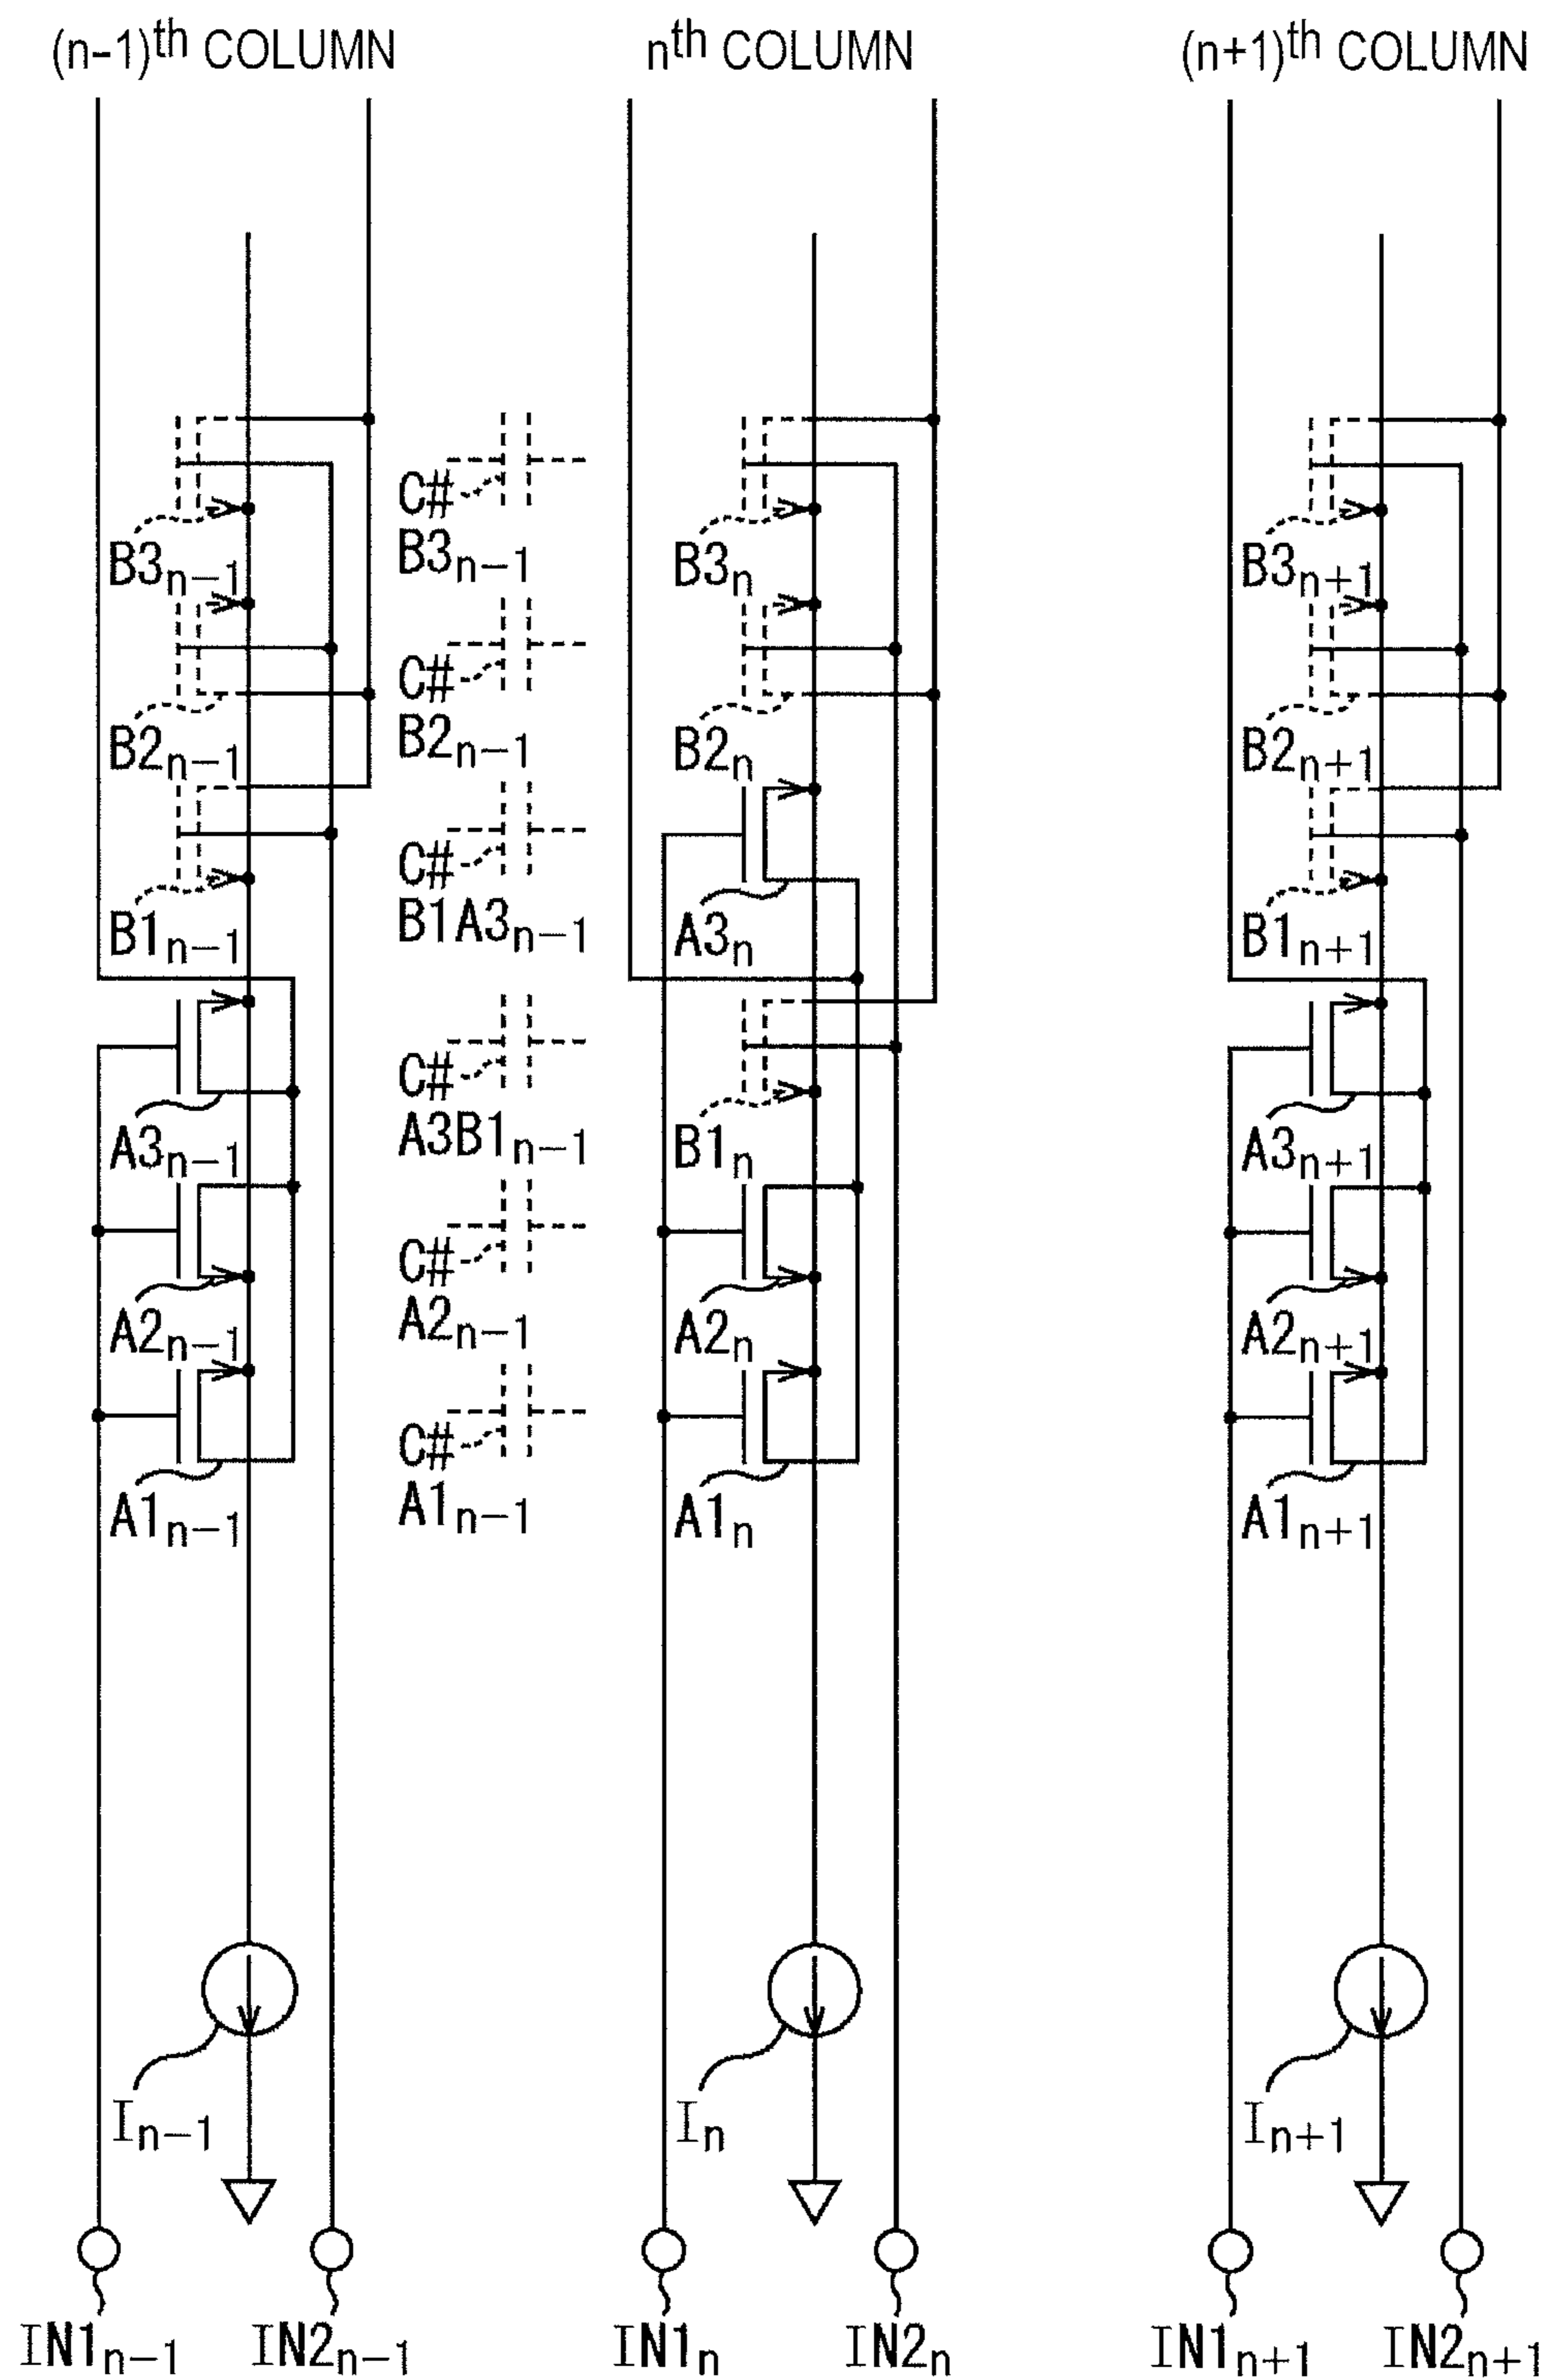 (n-1)th COLUMN nth COLUMN (n+1)th COLUMN
C# 
B3n-1 B3n-1 B3n B3n+1
C#
B2n-1 B2n-1 B2n B2n+1
C#
B1n-1 B1A3n-1 A3n B1n+1
C#
A3n-1 A3B1n-1 B1n A3n+1
C#
A2n-1 A2n-1 A2n A2n+1
C#
A1n-1 A1n-1 A1n A1n+1
In-1 In In+1
IN1n-1 IN2n-1 IN1n IN2n IN1n+1 IN2n+1